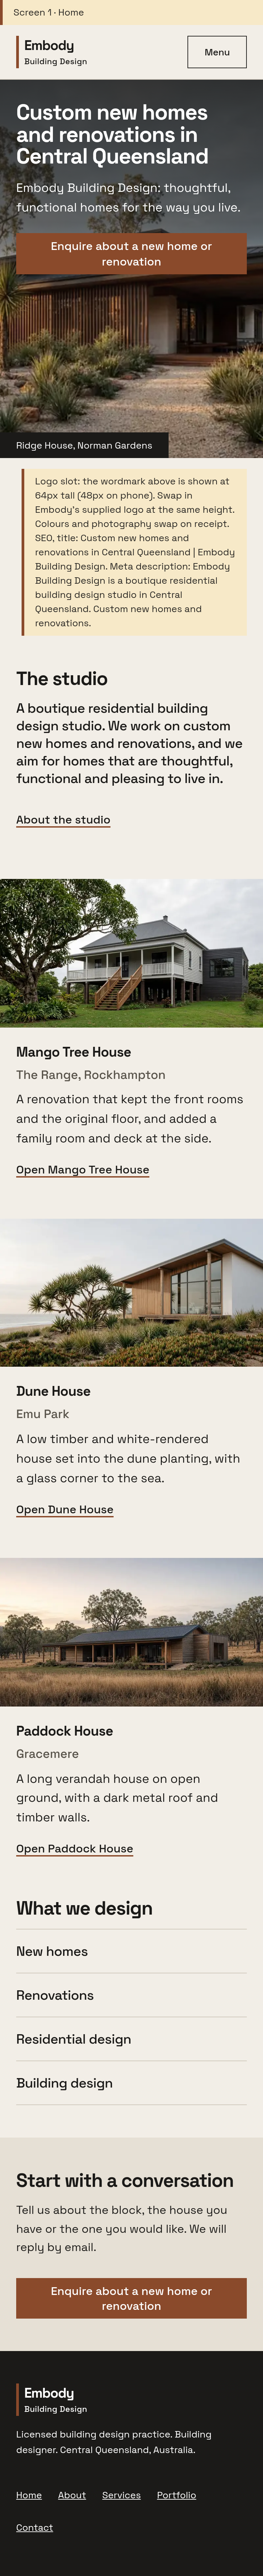 Screen 1 · Home
Embody
Building Design
Menu
Custom new homes
and renovations in
Central Queensland
Embody Building Design: thoughtful,
functional homes for the way you live.
Enquire about a new home or
renovation
Ridge House, Norman Gardens
Logo slot: the wordmark above is shown at
64px tall (48px on phone). Swap in
Embody's supplied logo at the same height.
Colours and photography swap on receipt.
SEO, title: Custom new homes and
renovations in Central Queensland | Embody
Building Design. Meta description: Embody
Building Design is a boutique residential
building design studio in Central
Queensland. Custom new homes and
renovations.
The studio
A boutique residential building
design studio. We work on custom
new homes and renovations, and we
aim for homes that are thoughtful,
functional and pleasing to live in.
About the studio
Mango Tree House
The Range, Rockhampton
A renovation that kept the front rooms
and the original floor, and added a
family room and deck at the side.
Open Mango Tree House
Dune House
Emu Park
A low timber and white-rendered
house set into the dune planting, with
a glass corner to the sea.
Open Dune House
Paddock House
Gracemere
A long verandah house on open
ground, with a dark metal roof and
timber walls.
Open Paddock House
What we design
New homes
Renovations
Residential design
Building design
Start with a conversation
Tell us about the block, the house you
have or the one you would like. We will
reply by email.
Enquire about a new home or
renovation
Embody
Building Design
Licensed building design practice. Building
designer. Central Queensland, Australia.
Home About Services Portfolio
Contact